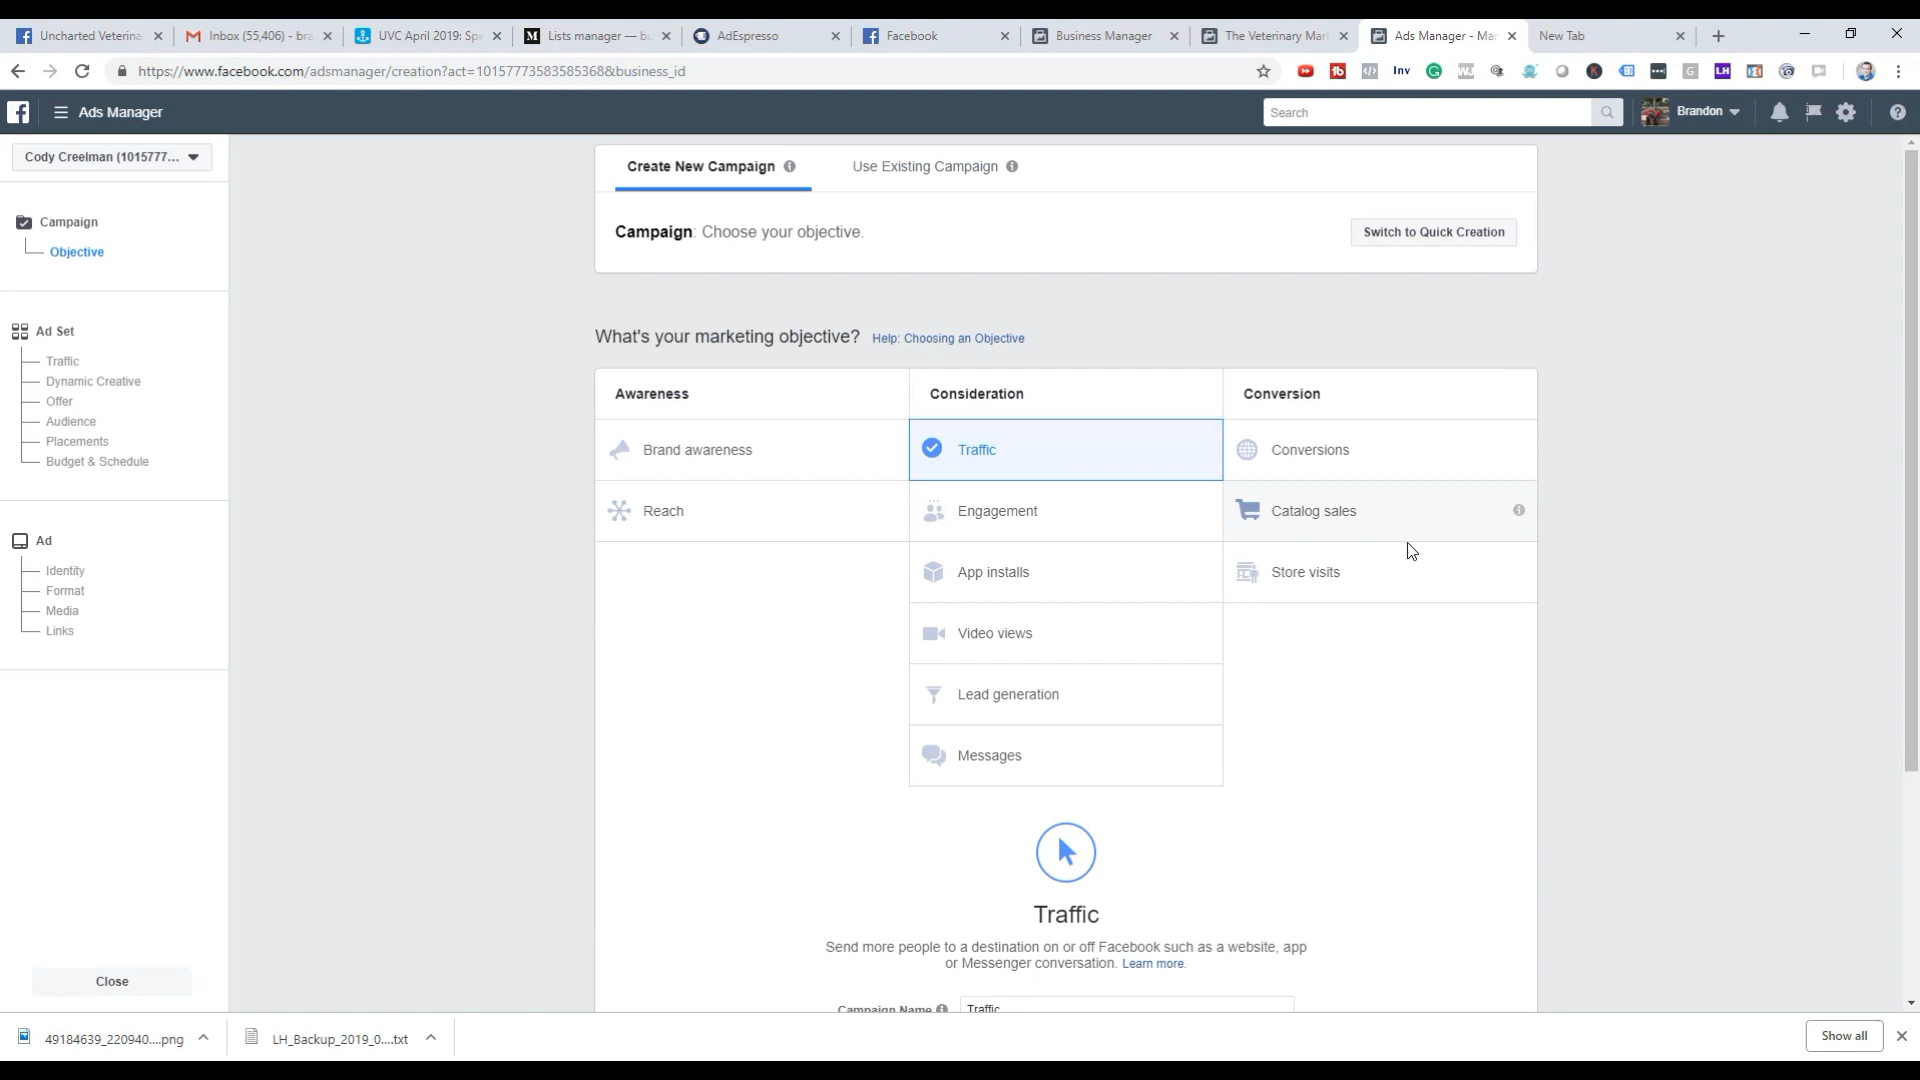 Uncharted Veterina
Inbox (55,406) - bra
UVC April 2019: Spe
M Lists manager — bu
AdEspresso
Facebook
Business Manager
The Veterinary Mark
Ads Manager - Man
New Tab
https://www.facebook.com/adsmanager/creation?act=10157773583585368&business_id
Inv
LH
Ads Manager
Search
Brandon
Cody Creelman (1015777...
Create New Campaign
Use Existing Campaign
Campaign: Choose your objective.
Switch to Quick Creation
Campaign
Objective
Ad Set
Traffic
Dynamic Creative
Offer
Audience
Placements
Budget & Schedule
Ad
Identity
Format
Media
Links
Close
What's your marketing objective? Help: Choosing an Objective
Awareness
Consideration
Conversion
Brand awareness
Traffic
Conversions
Reach
Engagement
Catalog sales
App installs
Store visits
Video views
Lead generation
Messages
Traffic
Send more people to a destination on or off Facebook such as a website, app
or Messenger conversation. Learn more.
Campaign Name
Traffic
49184639_220940....png
LH_Backup_2019_0....txt
Show all